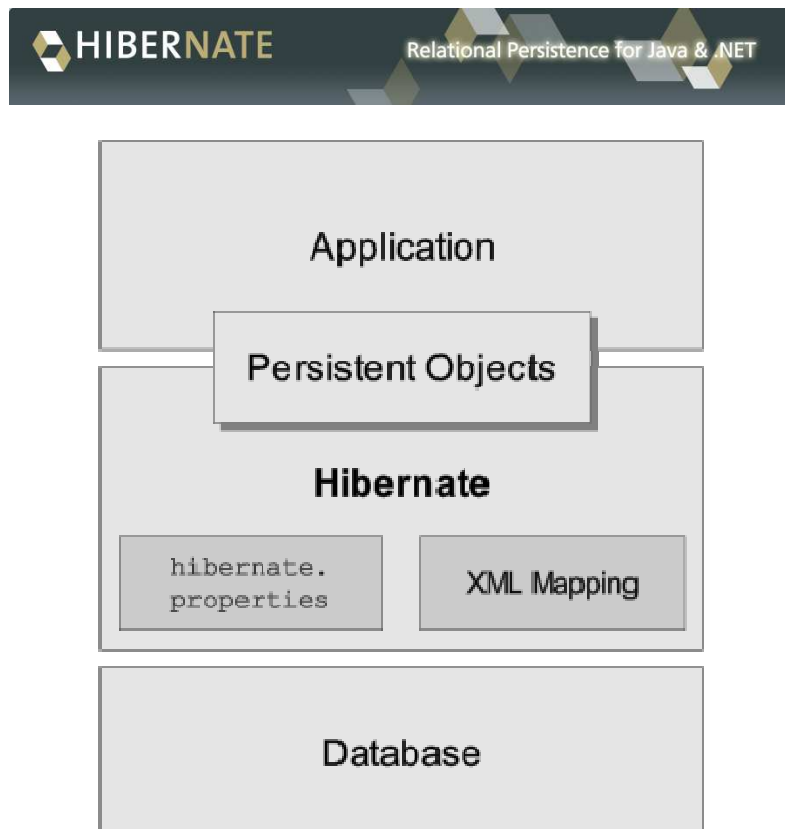 HIBERNATE
Relational Persistence for Java & .NET
Application
Persistent Objects
Hibernate
hibernate.
properties
XML Mapping
Database